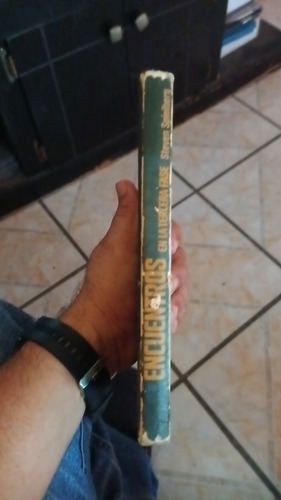 ENCUENTROS
EN LA TERCERA FASE
Steven Spielberg